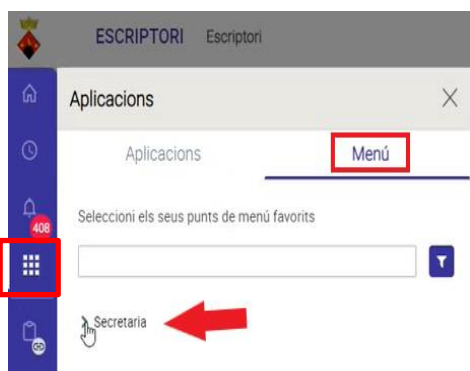 ESCRIPTORI Escriptori
Aplicacions
Aplicacions Menú
408
Seleccioni els seus punts de menú favorits
Secretaria